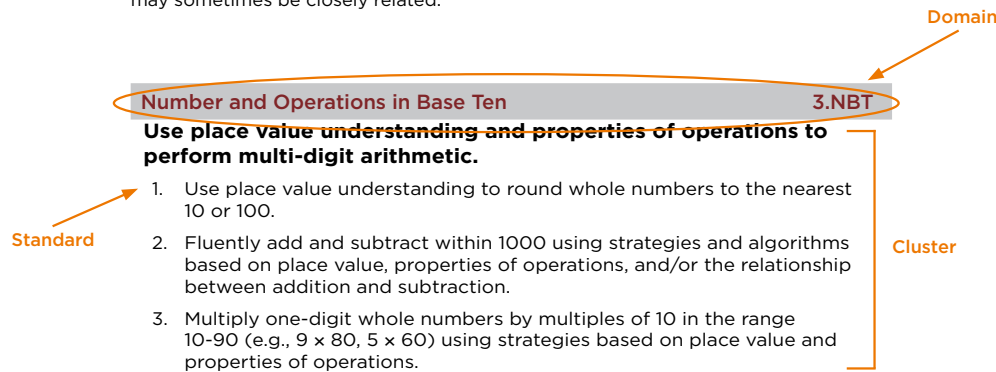 may sometimes be closely related.
Domain
Number and Operations in Base Ten 3.NBT
Use place value understanding and properties of operations to
perform multi-digit arithmetic.
1. Use place value understanding to round whole numbers to the nearest
10 or 100.
Standard
2. Fluently add and subtract within 1000 using strategies and algorithms
based on place value, properties of operations, and/or the relationship
between addition and subtraction.
Cluster
3. Multiply one-digit whole numbers by multiples of 10 in the range
10-90 (e.g., 9 × 80, 5 × 60) using strategies based on place value and
properties of operations.